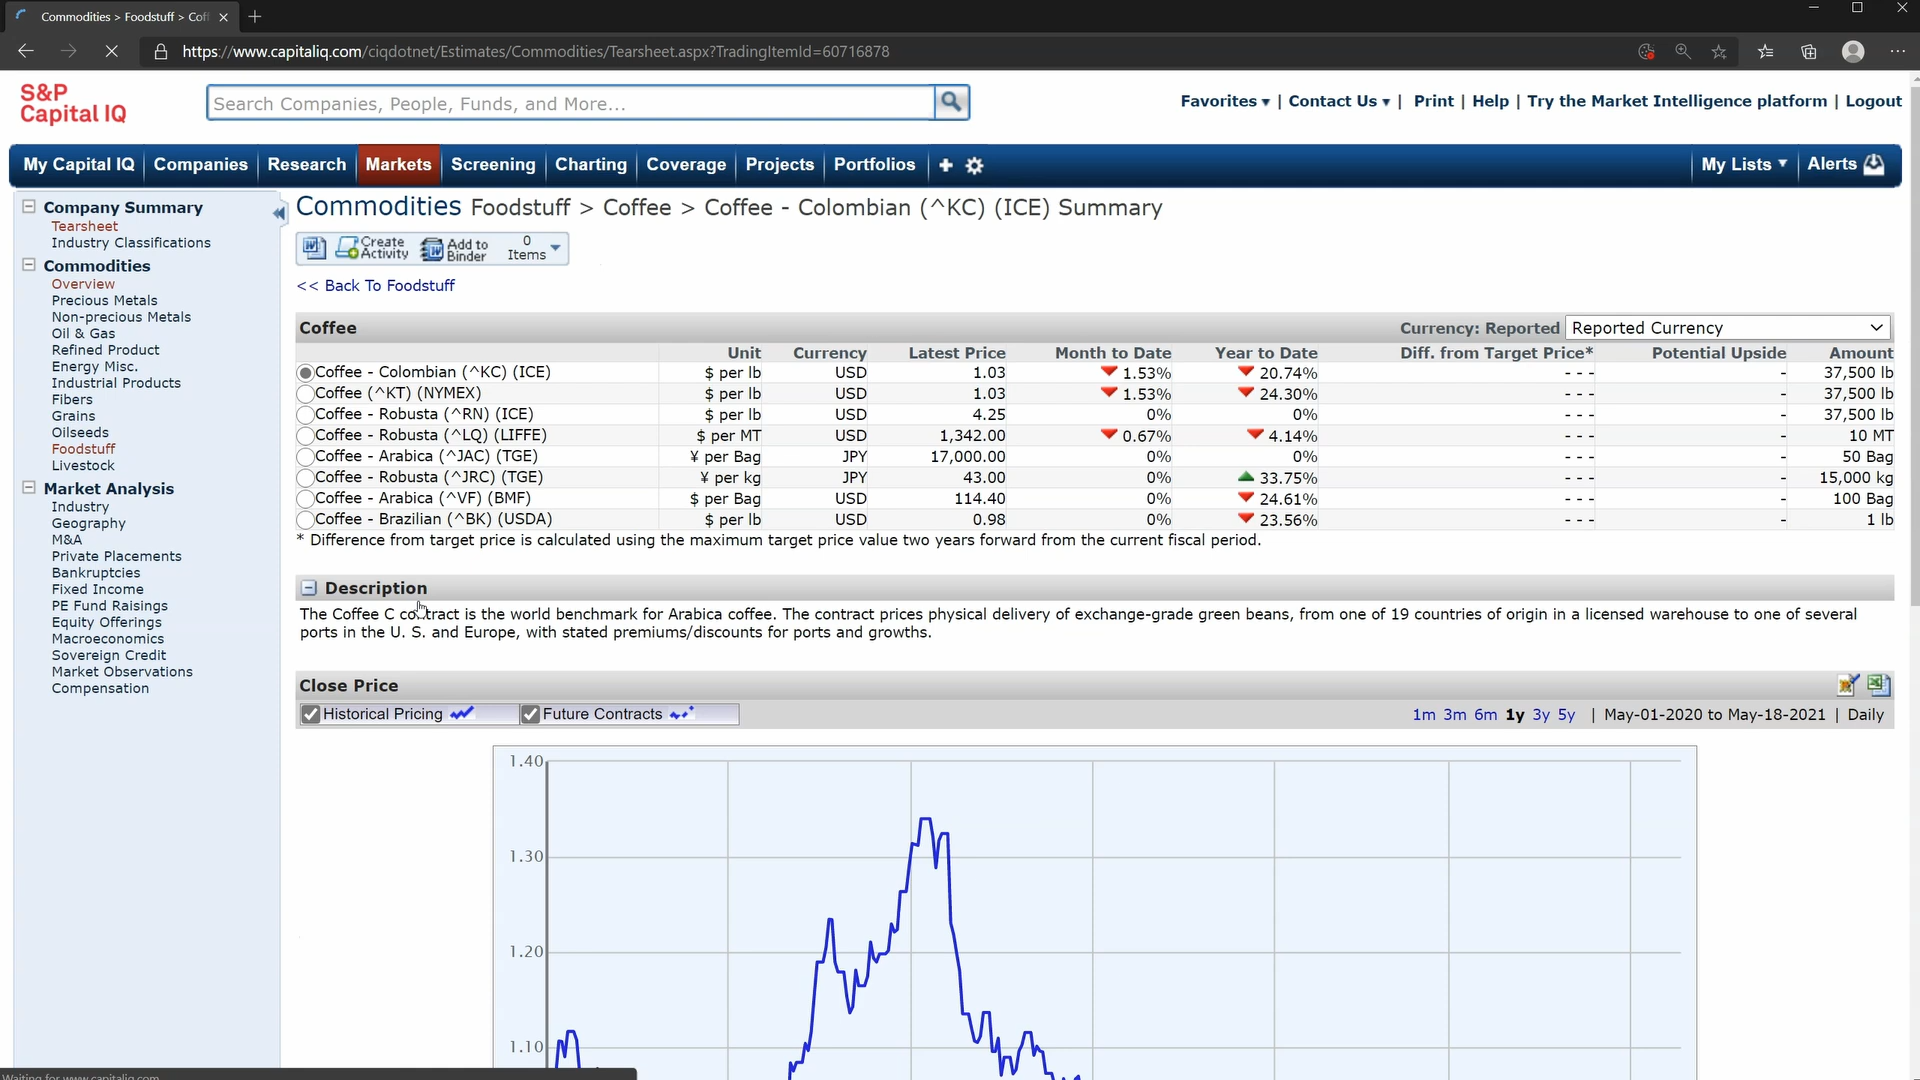 Commodities > Foodstuff > Cof
https://www.capitaliq.com/ciqdotnet/Estimates/Commodities/Tearsheet.aspx?TradingItemId=60716878
S&P
Capital IQ
Search Companies, People, Funds, and More...
Favorites | Contact Us | Print | Help | Try the Market Intelligence platform | Logout
My Capital IQ Companies Research Markets Screening Charting Coverage Projects Portfolios + My Lists Alerts
Company Summary
Tearsheet
Industry Classifications
Commodities
Overview
Precious Metals
Non-precious Metals
Oil & Gas
Refined Product
Energy Misc.
Industrial Products
Fibers
Grains
Oilseeds
Foodstuff
Livestock
Market Analysis
Industry
Geography
M&A
Private Placements
Bankruptcies
Fixed Income
PE Fund Raisings
Equity Offerings
Macroeconomics
Sovereign Credit
Market Observations
Compensation
Commodities Foodstuff > Coffee > Coffee - Colombian (^KC) (ICE) Summary
Create Activity Add to Binder 0 Items
<< Back To Foodstuff
Coffee Currency: Reported Reported Currency
Unit Currency Latest Price Month to Date Year to Date Diff. from Target Price* Potential Upside Amount
Coffee - Colombian (^KC) (ICE) $ per lb USD 1.03 1.53% 20.74% - - - - 37,500 lb
Coffee (^KT) (NYMEX) $ per lb USD 1.03 1.53% 24.30% - - - - 37,500 lb
Coffee - Robusta (^RN) (ICE) $ per lb USD 4.25 0% 0% - - - - 37,500 lb
Coffee - Robusta (^LQ) (LIFFE) $ per MT USD 1,342.00 0.67% 4.14% - - - - 10 MT
Coffee - Arabica (^JAC) (TGE) ¥ per Bag JPY 17,000.00 0% 0% - - - - 50 Bag
Coffee - Robusta (^JRC) (TGE) ¥ per kg JPY 43.00 0% 33.75% - - - - 15,000 kg
Coffee - Arabica (^VF) (BMF) $ per Bag USD 114.40 0% 24.61% - - - - 100 Bag
Coffee - Brazilian (^BK) (USDA) $ per lb USD 0.98 0% 23.56% - - - - 1 lb
* Difference from target price is calculated using the maximum target price value two years forward from the current fiscal period.
Description
The Coffee C contract is the world benchmark for Arabica coffee. The contract prices physical delivery of exchange-grade green beans, from one of 19 countries of origin in a licensed warehouse to one of several
ports in the U. S. and Europe, with stated premiums/discounts for ports and growths.
Close Price
Historical Pricing Future Contracts 1m 3m 6m 1y 3y 5y | May-01-2020 to May-18-2021 | Daily
1.40
1.30
1.20
1.10
Waiting for www.capitaliq.com